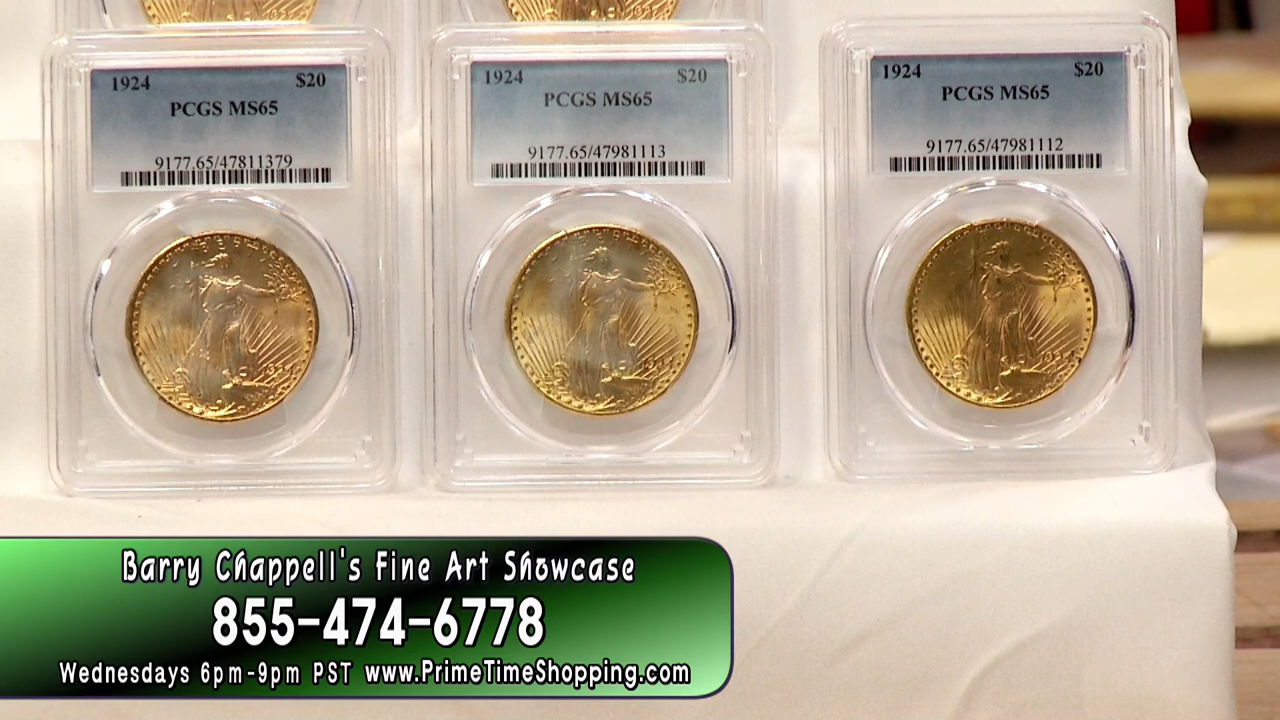 1924 $20
PCGS MS65
9177.65/47811379
1924 $20
PCGS MS65
9177.65/47981113
1924 $20
PCGS MS65
9177.65/47981112
Barry Chappell's Fine Art Showcase
855-474-6778
Wednesdays 6pm-9pm PST www.PrimeTimeShopping.com